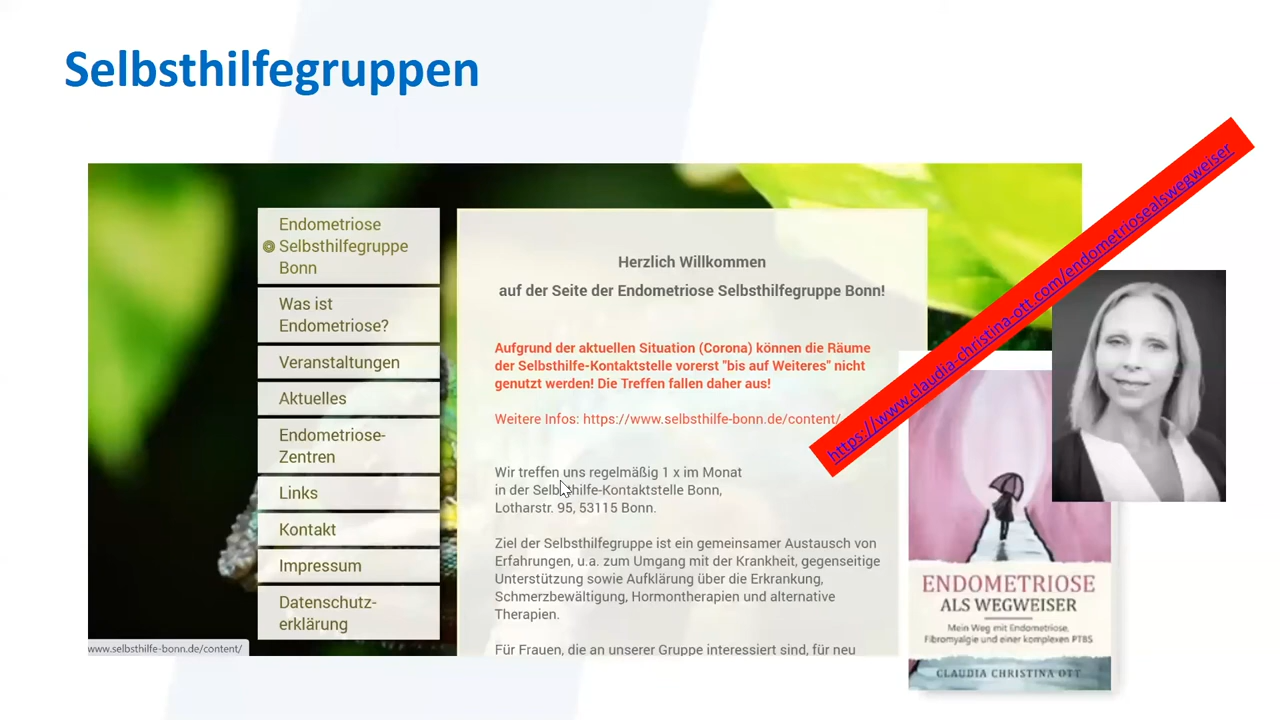 Selbsthilfegruppen
Endometriose
Selbsthilfegruppe
Bonn
Was ist
Endometriose?
Veranstaltungen
Aktuelles
Endometriose-
Zentren
Links
Kontakt
Impressum
Datenschutz-
erklärung
www.selbsthilfe-bonn.de/content/
Herzlich Willkommen
auf der Seite der Endometriose Selbsthilfegruppe Bonn!
Aufgrund der aktuellen Situation (Corona) können die Räume
der Selbsthilfe-Kontaktstelle vorerst "bis auf Weiteres" nicht
genutzt werden! Die Treffen fallen daher aus!
Weitere Infos: https://www.selbsthilfe-bonn.de/content/
Wir treffen uns regelmäßig 1 x im Monat
in der Selbsthilfe-Kontaktstelle Bonn,
Lotharstr. 95, 53115 Bonn.
Ziel der Selbsthilfegruppe ist ein gemeinsamer Austausch von
Erfahrungen, u.a. zum Umgang mit der Krankheit, gegenseitige
Unterstützung sowie Aufklärung über die Erkrankung,
Schmerzbewältigung, Hormontherapien und alternative
Therapien.
Für Frauen, die an unserer Gruppe interessiert sind, für neu
https://www.claudia-christina-ott.com/endometriosealswegweiser
ENDOMETRIOSE
ALS WEGWEISER
Mein Weg mit Endometriose,
Fibromyalgie und einer komplexen PTBS
CLAUDIA CHRISTINA OTT